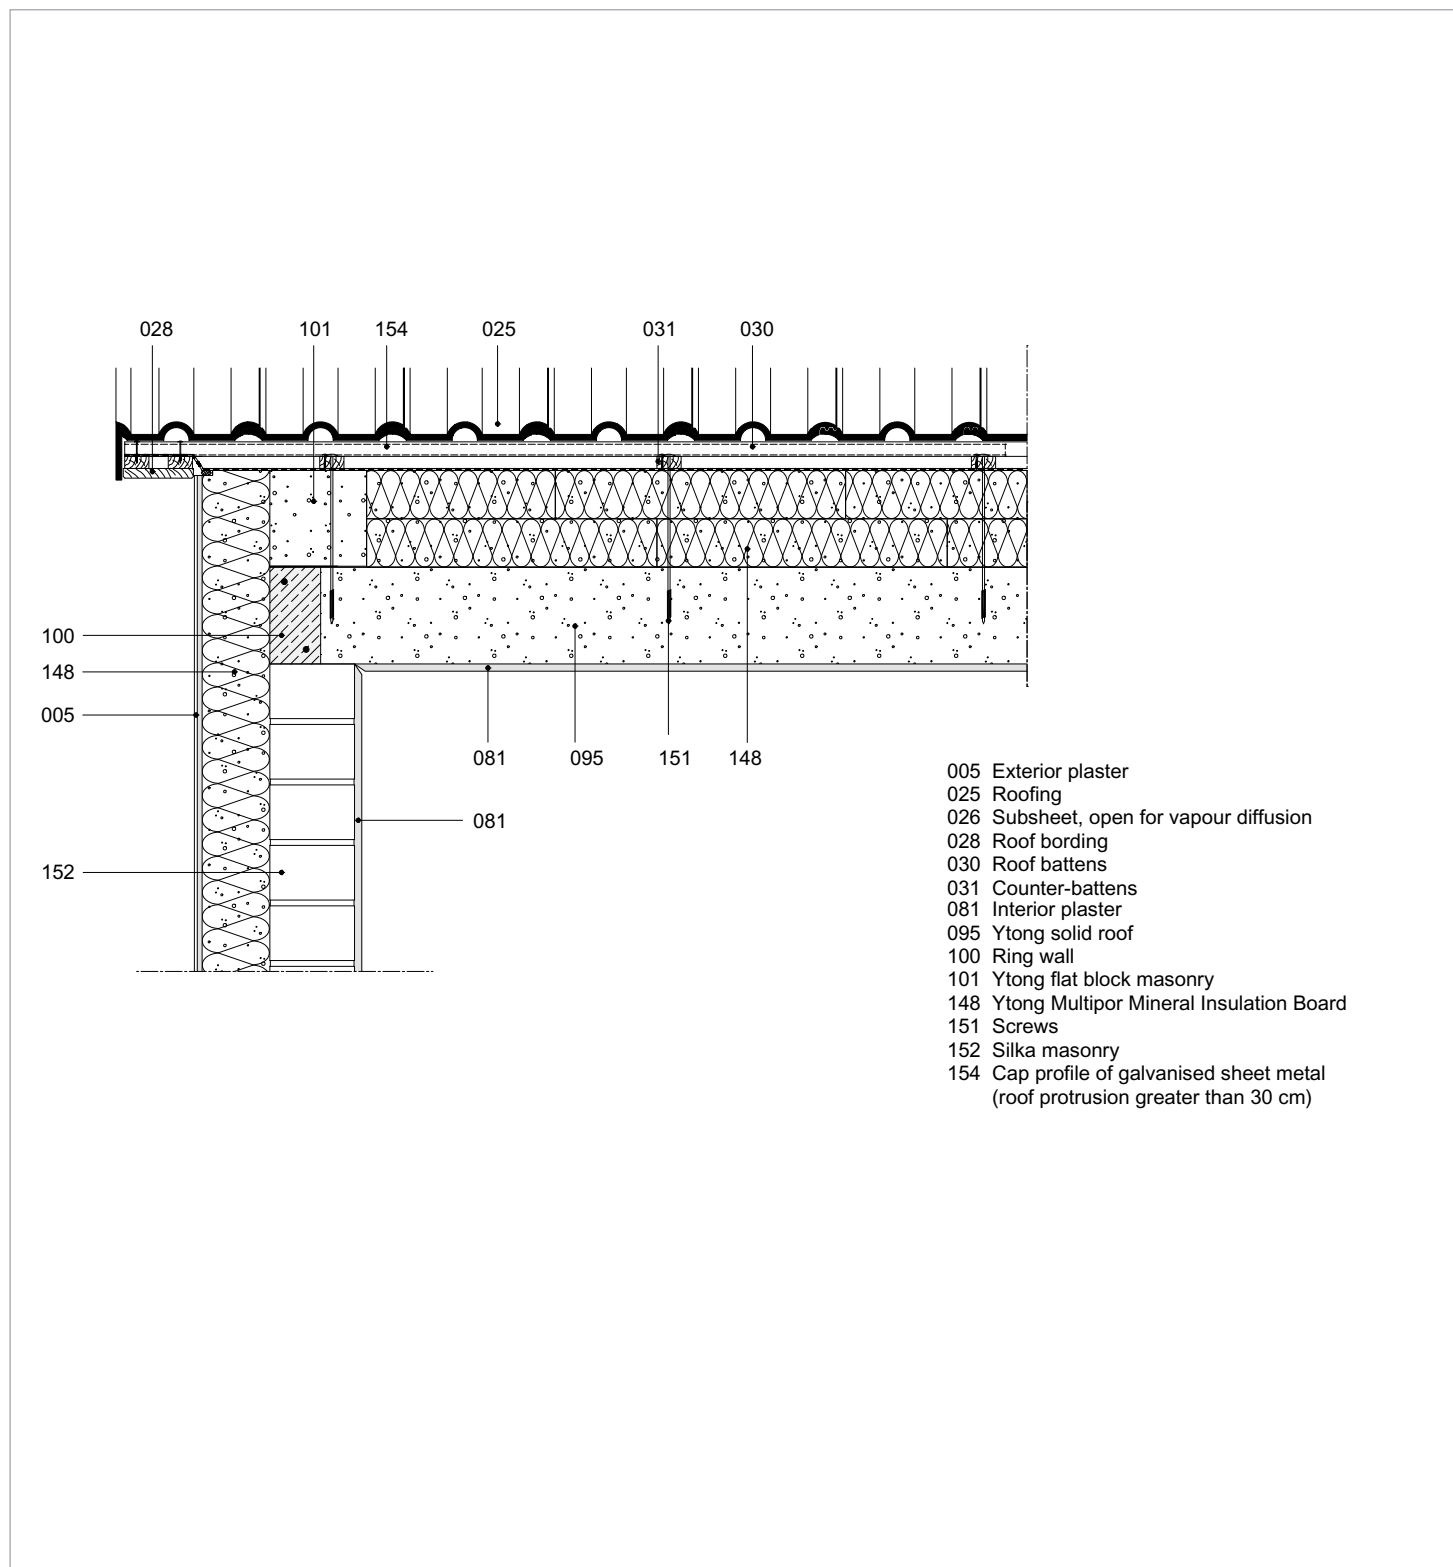 028 101 154 025 031 030
100
148
005
081 095 151 148
081
152
005 Exterior plaster
025 Roofing
026 Subsheet, open for vapour diffusion
028 Roof bording
030 Roof battens
031 Counter-battens
081 Interior plaster
095 Ytong solid roof
100 Ring wall
101 Ytong flat block masonry
148 Ytong Multipor Mineral Insulation Board
151 Screws
152 Silka masonry
154 Cap profile of galvanised sheet metal
(roof protrusion greater than 30 cm)